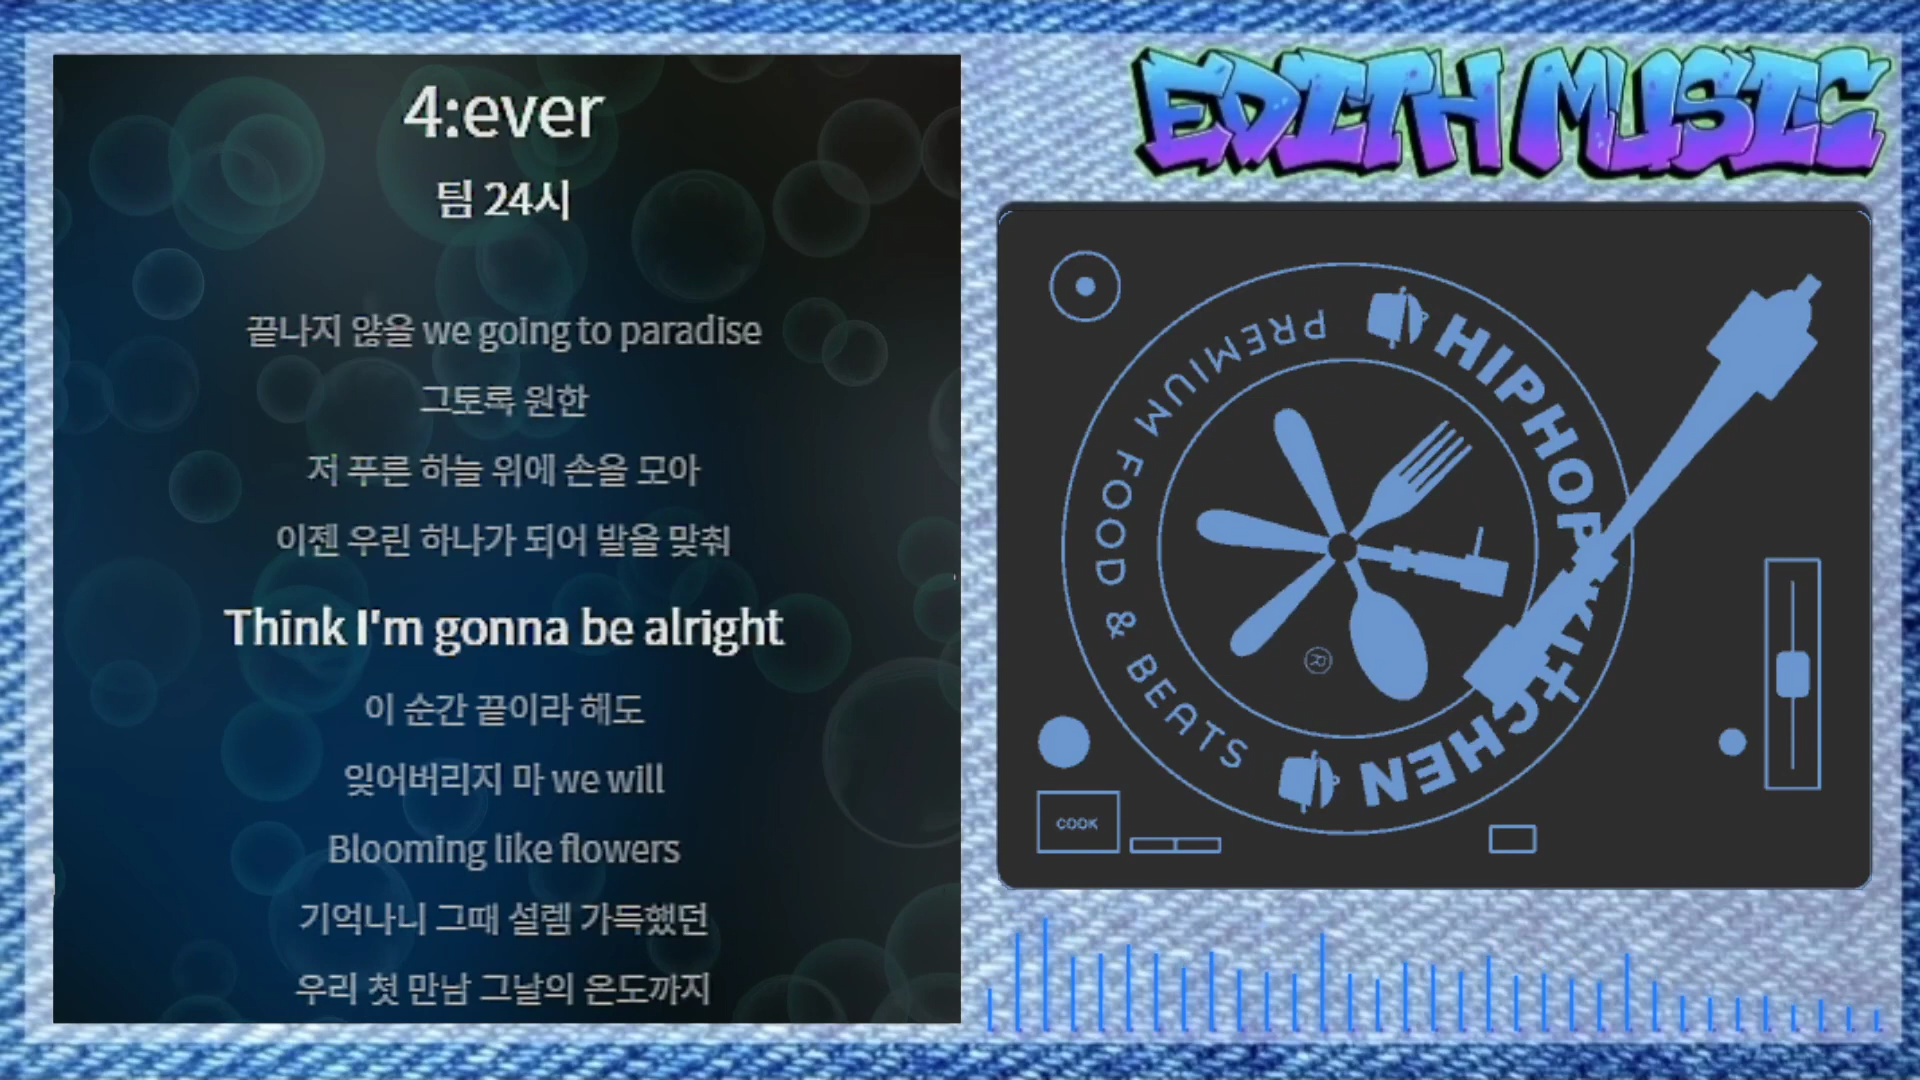 4:ever
팀 24시
끝나지 않을 we going to paradise
그토록 원한
저 푸른 하늘 위에 손을 모아
이젠 우린 하나가 되어 발을 맞춰
Think I'm gonna be alright
이 순간 끝이라 해도
잊어버리지 마 we will
Blooming like flowers
기억나니 그때 설렘 가득했던
우리 첫 만남 그날의 온도까지
EDITH MUSIC
HIPHOPKITCHEN
PREMIUM FOOD & BEATS
®
COOK